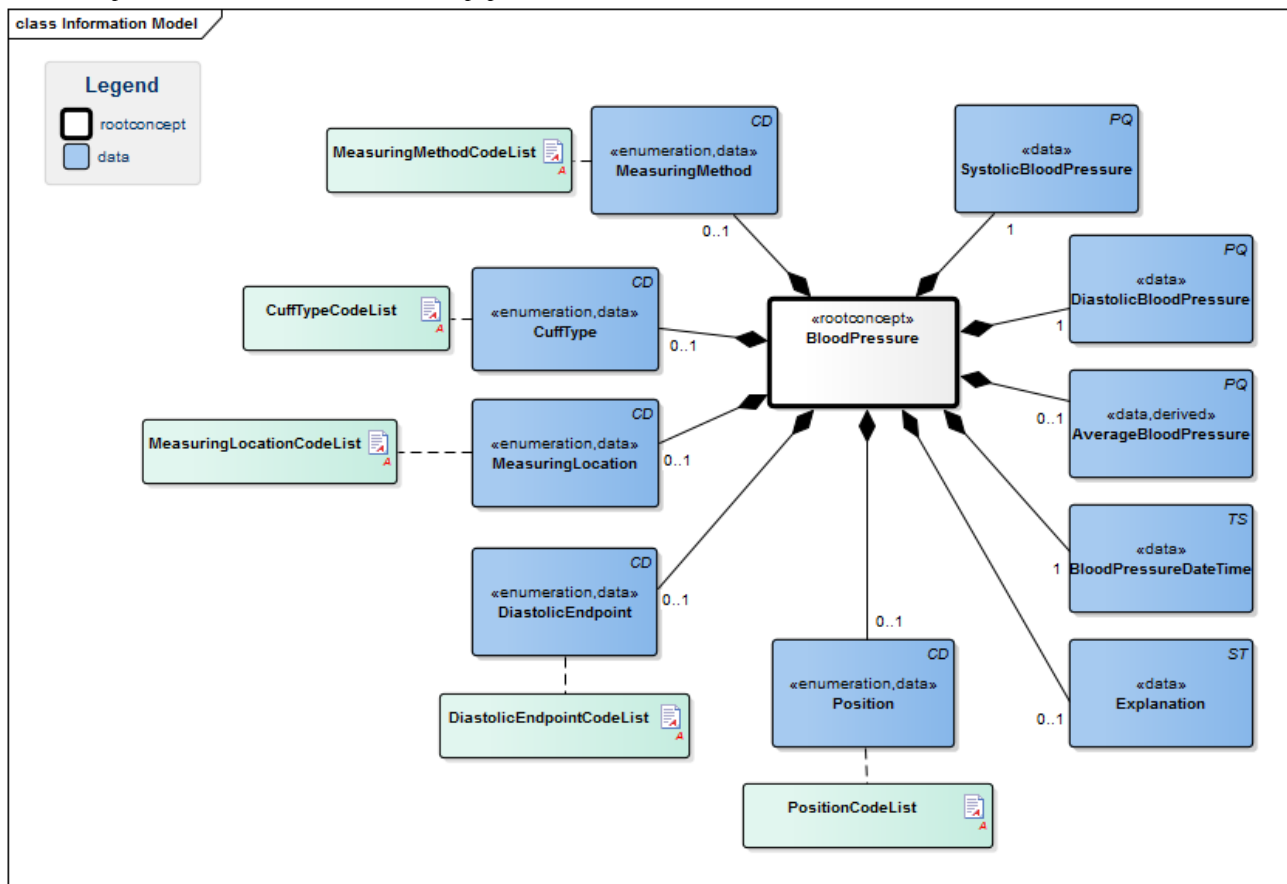 class Information Model
Legend
rootconcept
data
MeasuringMethodCodeList
A
CD
«enumeration,data»
MeasuringMethod
0..1
PQ
«data»
SystolicBloodPressure
1
CuffTypeCodeList
A
CD
«enumeration,data»
CuffType
0..1
«rootconcept»
BloodPressure
PQ
«data»
DiastolicBloodPressure
1
MeasuringLocationCodeList
A
CD
«enumeration,data»
MeasuringLocation
0..1
PQ
«data,derived»
AverageBloodPressure
0..1
CD
«enumeration,data»
DiastolicEndpoint
0..1
TS
«data»
BloodPressureDateTime
1
DiastolicEndpointCodeList
A
CD
«enumeration,data»
Position
0..1
ST
«data»
Explanation
0..1
PositionCodeList
A